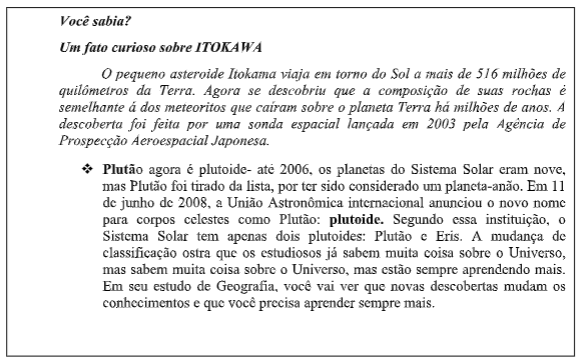 Você sabia?
Um fato curioso sobre ITOKAWA
O pequeno asteroide Itokama viaja em torno do Sol a mais de 516 milhões de
quilômetros da Terra. Agora se descobriu que a composição de suas rochas é
semelhante á dos meteoritos que caíram sobre o planeta Terra há milhões de anos. A
descoberta foi feita por uma sonda espacial lançada em 2003 pela Agência de
Prospecção Aeroespacial Japonesa.
❖ Plutão agora é plutoide- até 2006, os planetas do Sistema Solar eram nove,
mas Plutão foi tirado da lista, por ter sido considerado um planeta-anão. Em 11
de junho de 2008, a União Astronômica internacional anunciou o novo nome
para corpos celestes como Plutão: plutoide. Segundo essa instituição, o
Sistema Solar tem apenas dois plutoides: Plutão e Eris. A mudança de
classificação ostra que os estudiosos já sabem muita coisa sobre o Universo,
mas sabem muita coisa sobre o Universo, mas estão sempre aprendendo mais.
Em seu estudo de Geografia, você vai ver que novas descobertas mudam os
conhecimentos e que você precisa aprender sempre mais.